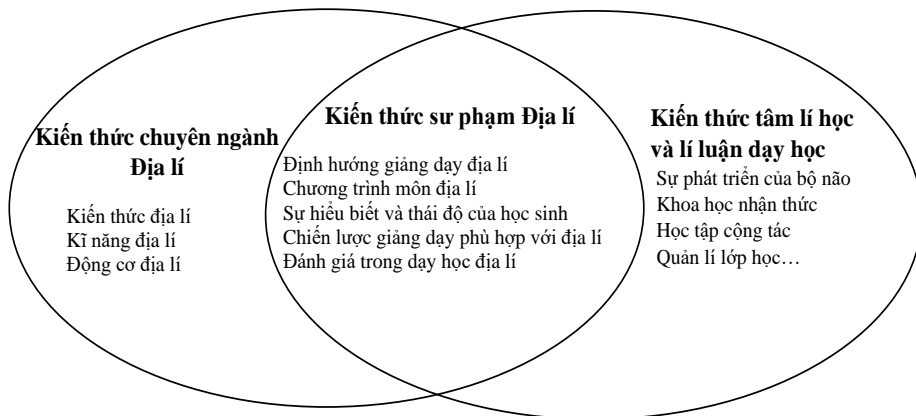 Kiến thức chuyên ngành
Địa lí
Kiến thức địa lí
Kĩ năng địa lí
Động cơ địa lí
Kiến thức sư phạm Địa lí
Định hướng giảng dạy địa lí
Chương trình môn địa lí
Sự hiểu biết và thái độ của học sinh
Chiến lược giảng dạy phù hợp với địa lí
Đánh giá trong dạy học địa lí
Kiến thức tâm lí học
và lí luận dạy học
Sự phát triển của bộ não
Khoa học nhận thức
Học tập cộng tác
Quản lí lớp học…